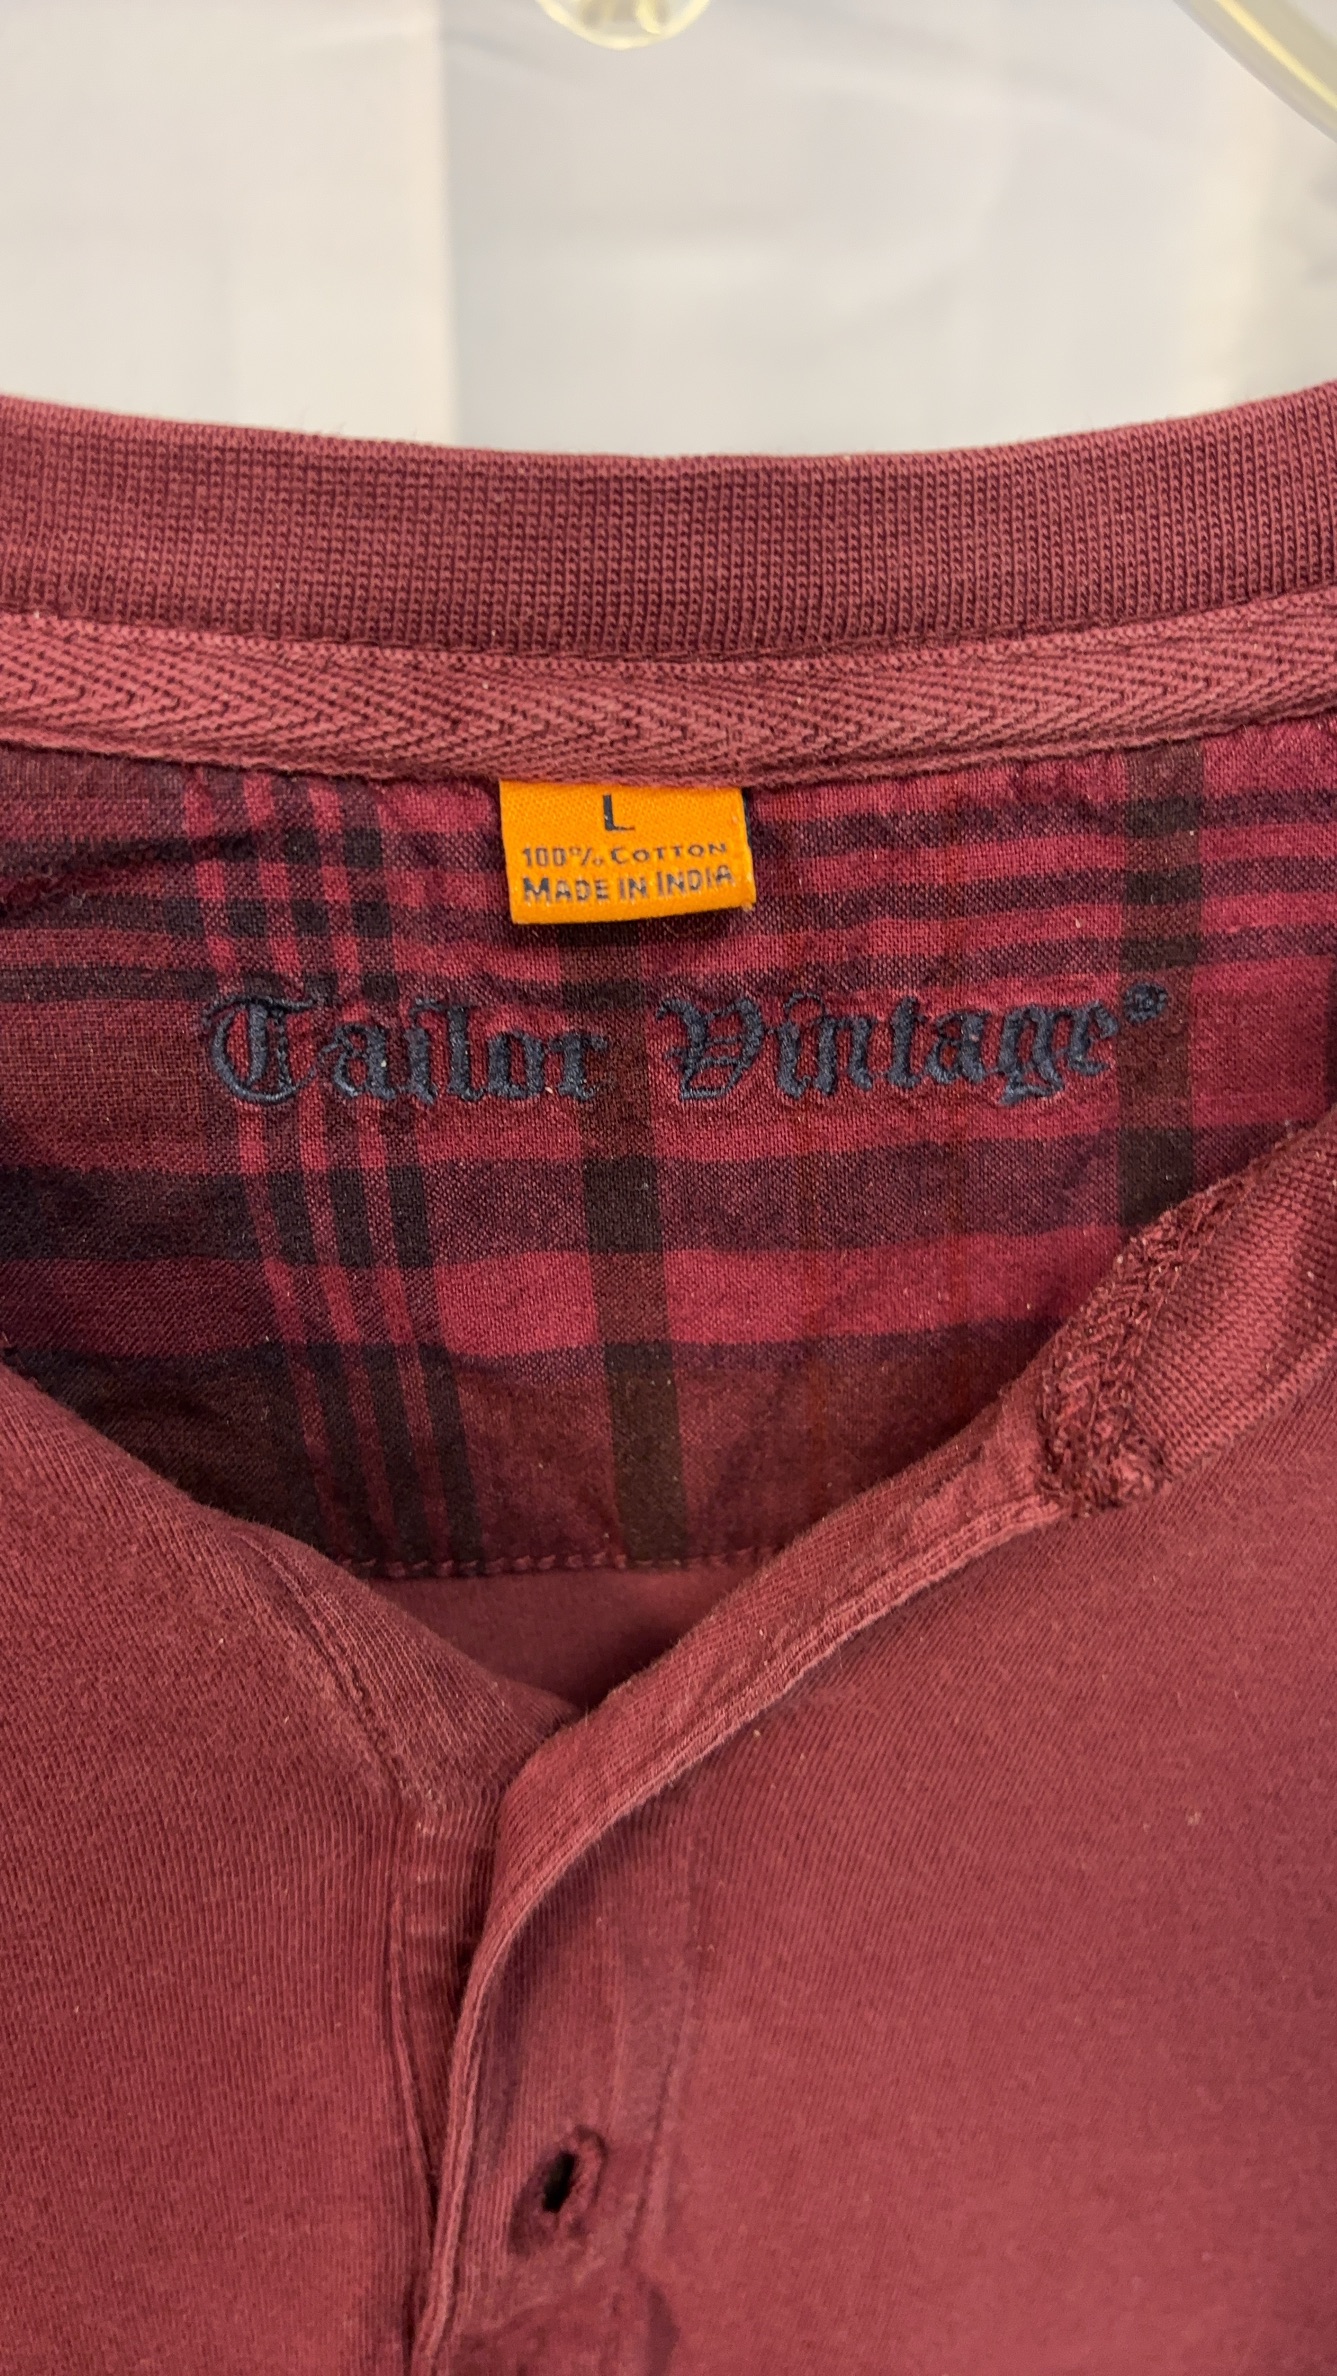 L
100% COTTON
MADE IN INDIA
Tailor Vintage®